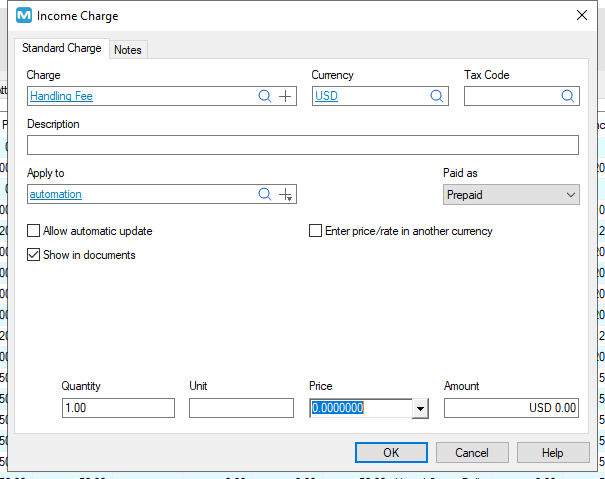 M Income Charge
Standard Charge Notes
Charge Currency Tax Code
Handling Fee USD
Description
Apply to Paid as
automation Prepaid
Allow automatic update Enter price/rate in another currency
Show in documents
Quantity Unit Price Amount
1.00 0.0000000 USD 0.00
OK Cancel Help